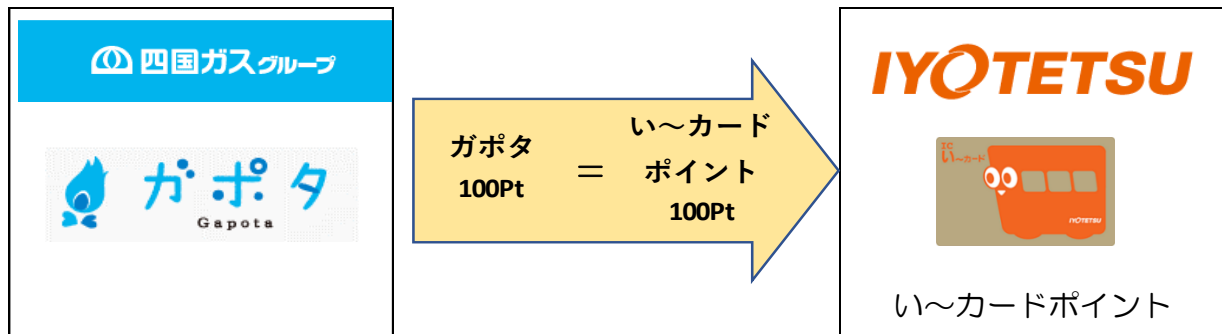 四国ガスグループ
ガポタ
Gapota
ガポタ
100Pt
＝
い～カード
ポイント
100Pt
IYOTETSU
IC
い～カード
IYOTETSU
い～カードポイント